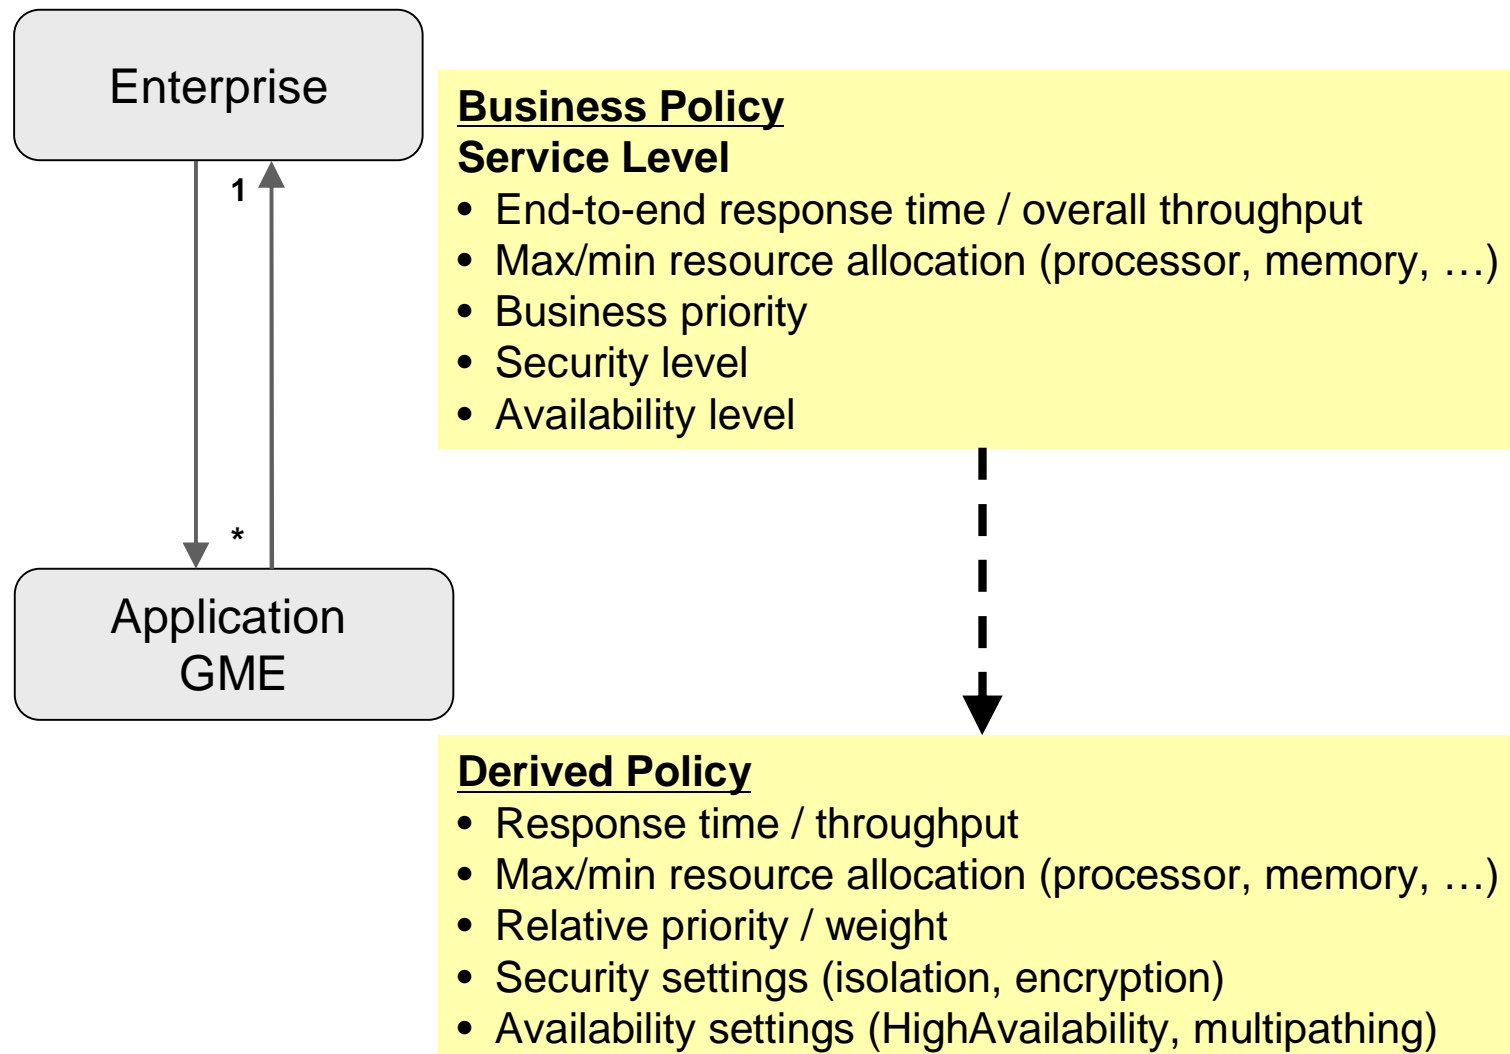 Enterprise
Business Policy
Service Level
• End-to-end response time / overall throughput
• Max/min resource allocation (processor, memory, …)
• Business priority
• Security level
• Availability level
1
*
Application
GME
Derived Policy
• Response time / throughput
• Max/min resource allocation (processor, memory, …)
• Relative priority / weight
• Security settings (isolation, encryption)
• Availability settings (HighAvailability, multipathing)